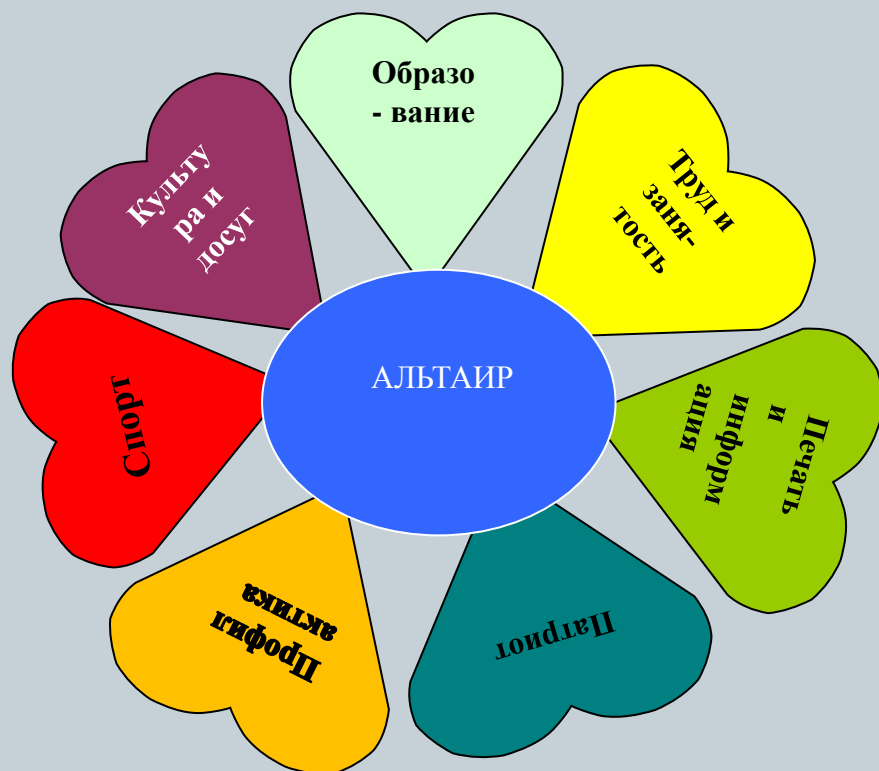 Образо
- вание
Труд и
заня-
тость
Печать
и
информ
ация
Патриот
Профил
актика
Спорт
Культу
ра и
досуг
АЛЬТАИР